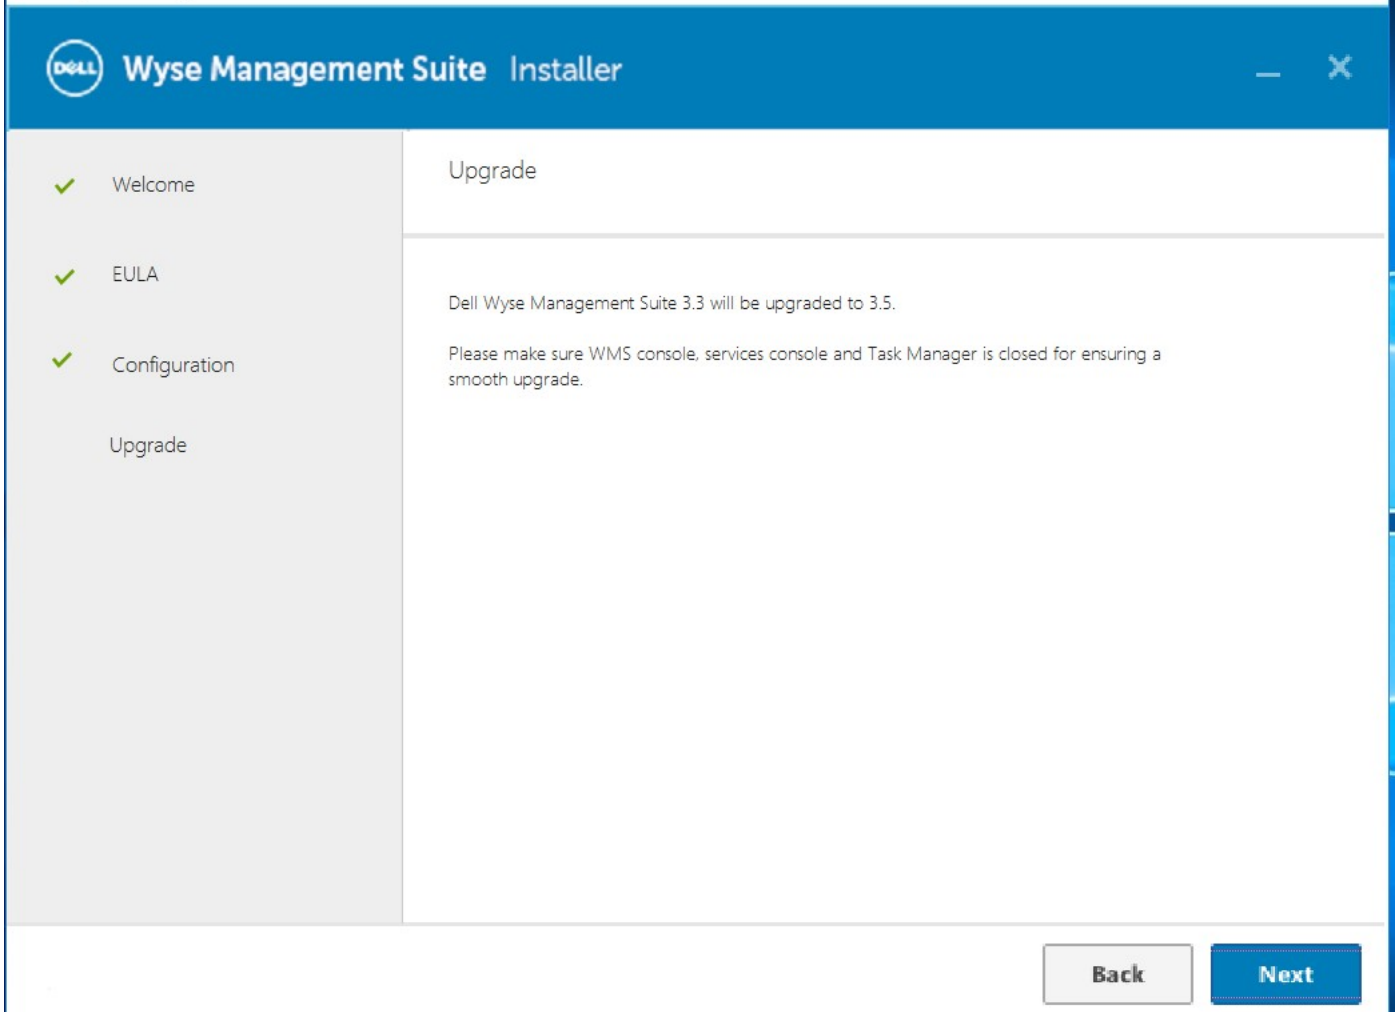 DELL Wyse Management Suite Installer
Welcome
EULA
Configuration
Upgrade
Upgrade
Dell Wyse Management Suite 3.3 will be upgraded to 3.5.
Please make sure WMS console, services console and Task Manager is closed for ensuring a
smooth upgrade.
Back Next